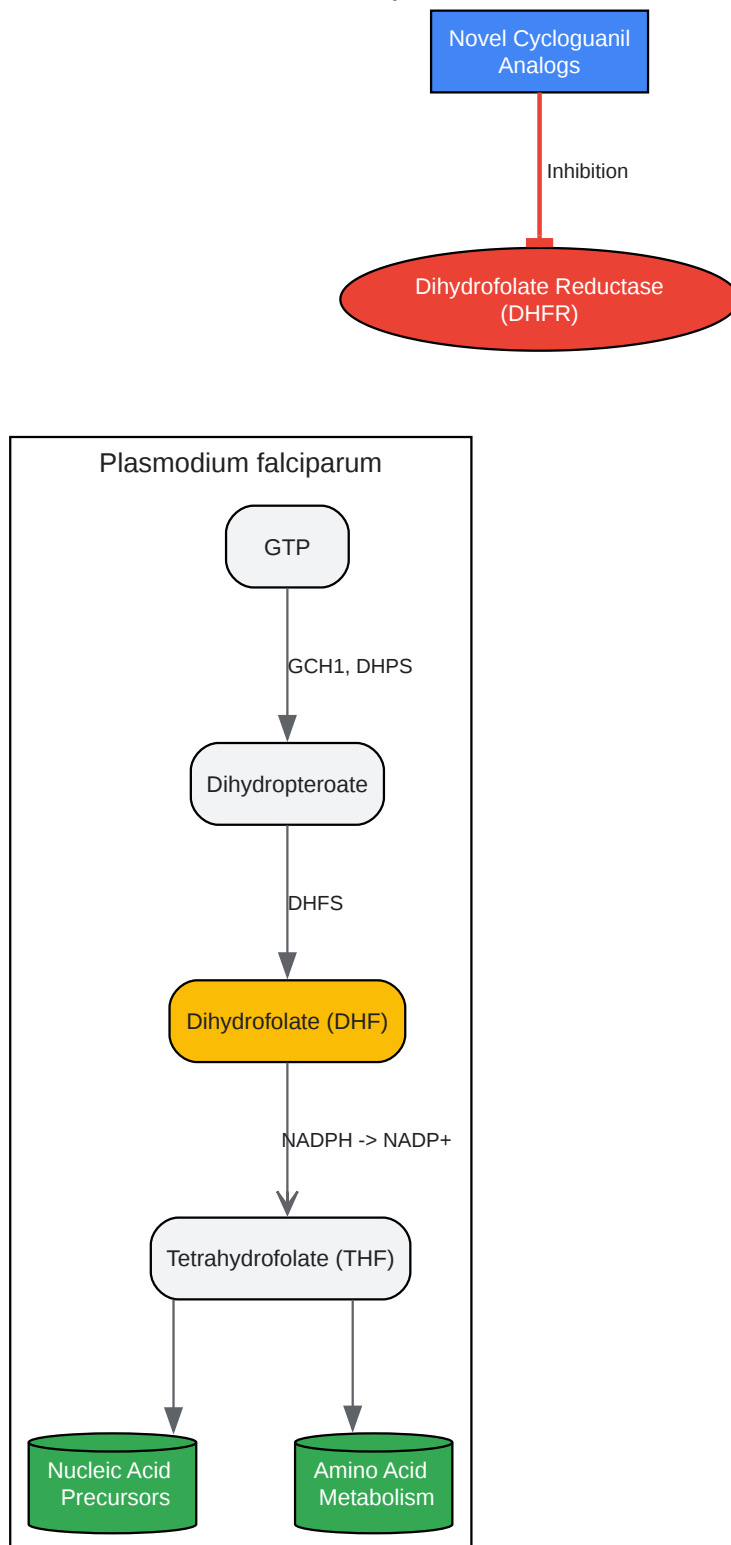 Novel Cycloguanil
Analogs
Inhibition
Dihydrofolate Reductase
(DHFR)
Plasmodium falciparum
GTP
GCH1, DHPS
Dihydropteroate
DHFS
Dihydrofolate (DHF)
NADPH -> NADP+
Tetrahydrofolate (THF)
Nucleic Acid
Precursors
Amino Acid
Metabolism